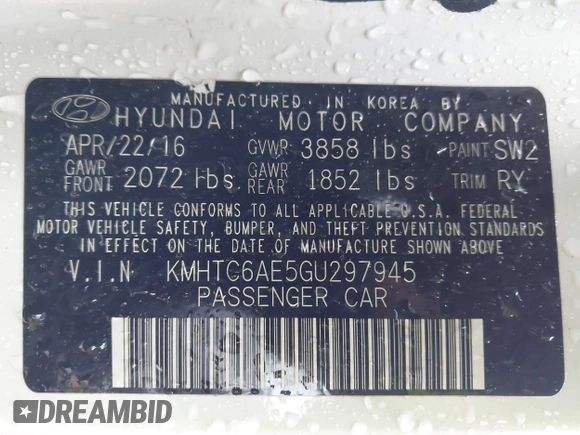 MANUFACTURED IN KOREA BY
HYUNDAI MOTOR COMPANY
APR/22/16 GVWR 3858 lbs PAINT SW2
GAWR FRONT 2072 lbs GAWR REAR 1852 lbs TRIM RY
THIS VEHICLE CONFORMS TO ALL APPLICABLE U.S.A. FEDERAL
MOTOR VEHICLE SAFETY, BUMPER, AND THEFT PREVENTION STANDARDS
IN EFFECT ON THE DATE OF MANUFACTURE SHOWN ABOVE.
V.I.N KMHTC6AE5GU297945
PASSENGER CAR
DREAMBID